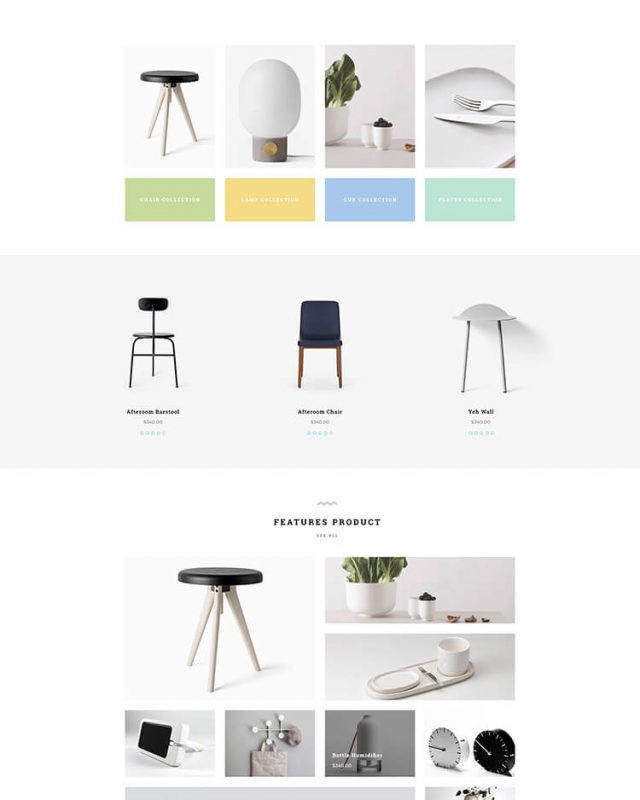 CHAIR COLLECTION
LAMP COLLECTION
CUP COLLECTION
PLATES COLLECTION
Afteroom Barstool
$340.00
Afteroom Chair
$340.00
Yeh Wall
$340.00
FEATURES PRODUCT
SEE ALL
Bottle Humidifier
$340.00